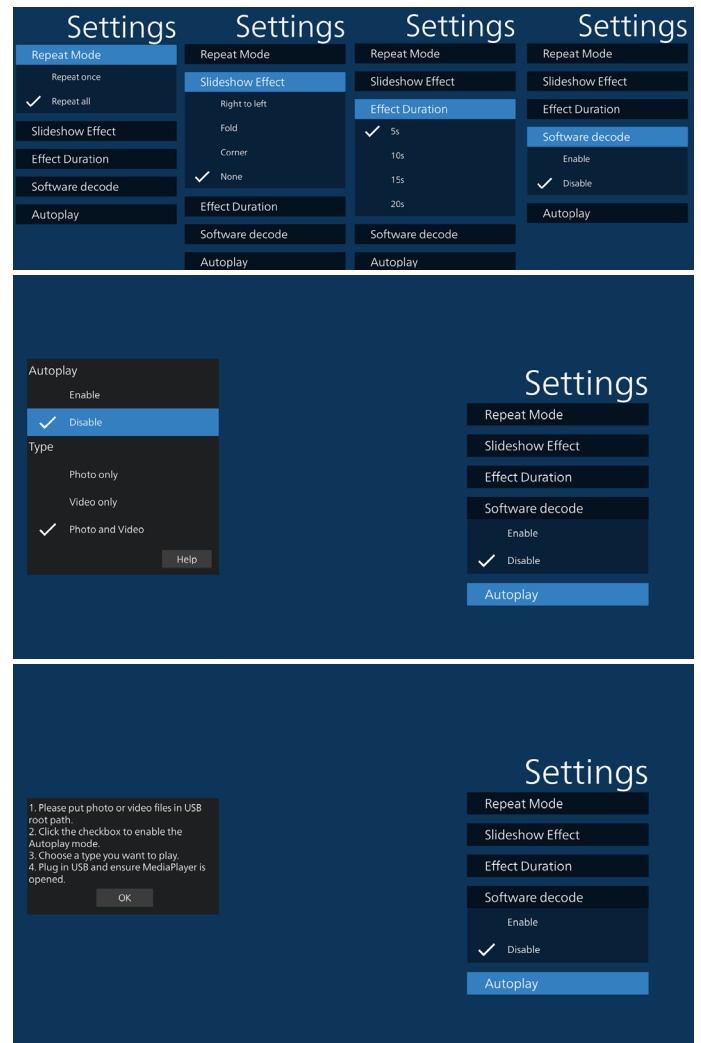 Settings
Repeat Mode
Repeat once
Repeat all
Slideshow Effect
Effect Duration
Software decode
Autoplay
Settings
Repeat Mode
Slideshow Effect
Right to left
Fold
Corner
None
Effect Duration
Software decode
Autoplay
Settings
Repeat Mode
Slideshow Effect
Effect Duration
5s
10s
15s
20s
Software decode
Autoplay
Settings
Repeat Mode
Slideshow Effect
Effect Duration
Software decode
Enable
Disable
Autoplay
Autoplay
Enable
Disable
Type
Photo only
Video only
Photo and Video
Help
Settings
Repeat Mode
Slideshow Effect
Effect Duration
Software decode
Enable
Disable
Autoplay
1. Please put photo or video files in USB
root path.
2. Click the checkbox to enable the
Autoplay mode.
3. Choose a type you want to play.
4. Plug in USB and ensure MediaPlayer is
opened.
OK
Settings
Repeat Mode
Slideshow Effect
Effect Duration
Software decode
Enable
Disable
Autoplay